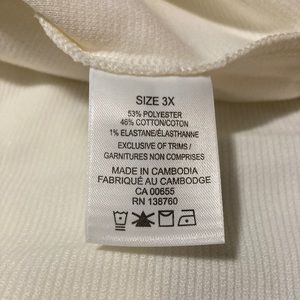 SIZE 3X
53% POLYESTER
46% COTTON/COTON
1% ELASTANE/ÉLASTHANNE
EXCLUSIVE OF TRIMS /
GARNITURES NON COMPRISES
MADE IN CAMBODIA
FABRIQUÉ AU CAMBODGE
CA 00655
RN 138760